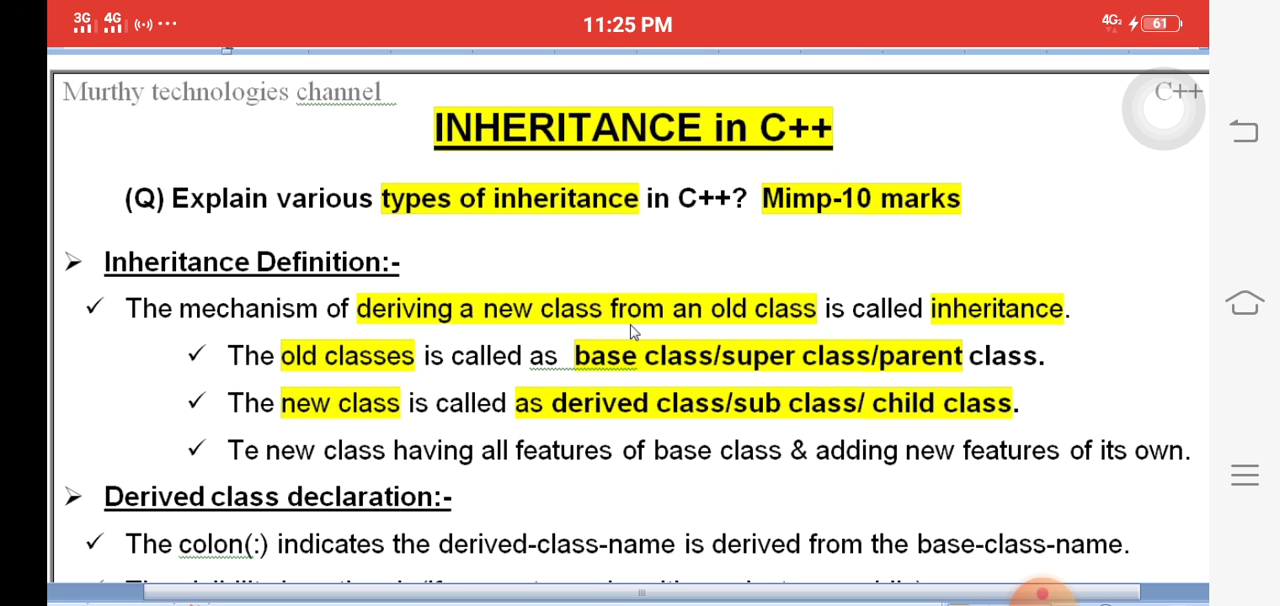 3G 4G 11:25 PM 4G2 61
Murthy technologies channel C++
INHERITANCE in C++
(Q) Explain various types of inheritance in C++? Mimp-10 marks
Inheritance Definition:-
The mechanism of deriving a new class from an old class is called inheritance.
The old classes is called as base class/super class/parent class.
The new class is called as derived class/sub class/ child class.
Te new class having all features of base class & adding new features of its own.
Derived class declaration:-
The colon(:) indicates the derived-class-name is derived from the base-class-name.